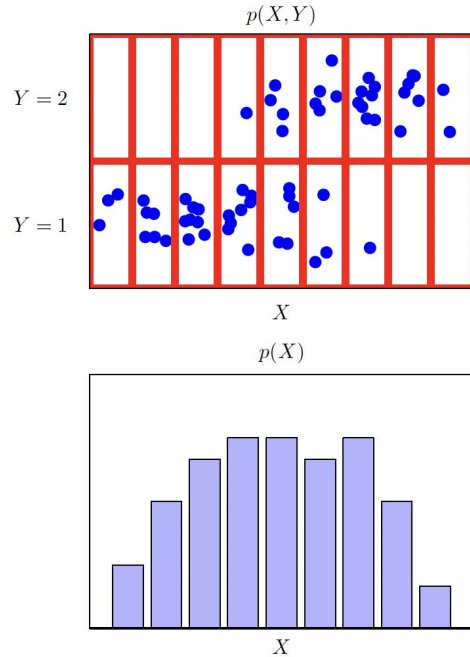 p(X, Y)
Y = 2
Y = 1
X
p(X)
X